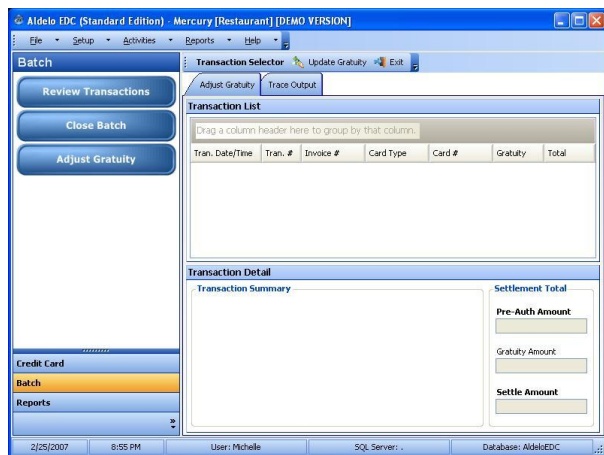 Aldelo EDC (Standard Edition) - Mercury [Restaurant] [DEMO VERSION]
File Setup Activities Reports Help
Batch
Transaction Selector Update Gratuity Exit
Review Transactions
Close Batch
Adjust Gratuity
Adjust Gratuity Trace Output
Transaction List
Drag a column header here to group by that column.
Tran. Date/Time Tran. # Invoice # Card Type Card # Gratuity Total
Transaction Detail
Transaction Summary
Settlement Total
Pre-Auth Amount
Gratuity Amount
Settle Amount
Credit Card
Batch
Reports
2/25/2007 8:55 PM User: Michelle SQL Server: . Database: AldeloEDC